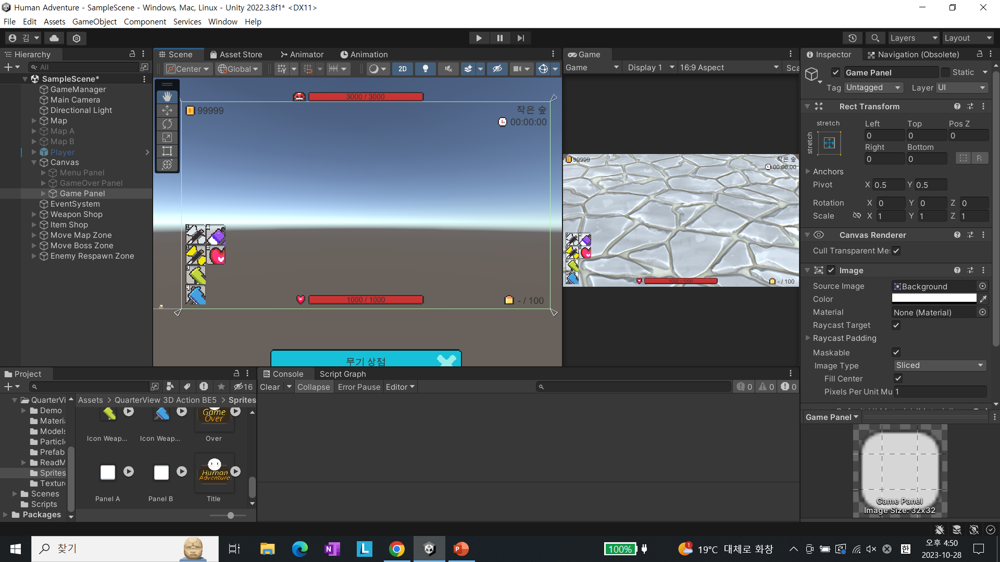 Human Adventure - SampleScene - Windows, Mac, Linux - Unity 2022.3.8f1* <DX11>
File Edit Assets GameObject Component Services Window Help
김
Layers
Layout
Hierarchy
All
SampleScene*
GameManager
Main Camera
Directional Light
Map
Map A
Map B
Player
Canvas
Menu Panel
GameOver Panel
Game Panel
EventSystem
Weapon Shop
Item Shop
Move Map Zone
Move Boss Zone
Enemy Respawn Zone
Scene Asset Store Animator Animation
Center Global 2D
3000 / 3000
99999
작은 숲
00:00:00
1000 / 1000
- / 100
무기 상점
Game
Game Display 1 16:9 Aspect Sca
99999
작은 숲
00:00:00
1000 / 1000
- / 100
Inspector Navigation (Obsolete)
Game Panel Static
Tag Untagged Layer UI
Rect Transform
stretch
stretch
Left Top Pos Z
0 0 0
Right Bottom
0 0 R
Anchors
Pivot X 0.5 Y 0.5
Rotation X 0 Y 0 Z 0
Scale X 1 Y 1 Z 1
Canvas Renderer
Cull Transparent Mes
Image
Source Image Background
Color
Material None (Material)
Raycast Target
Raycast Padding
Maskable
Image Type Sliced
Fill Center
Pixels Per Unit Mu 1
Game Panel
Game Panel
Image Size: 32x32
Project
16
QuarterVi
Demo
Materia
Models
Particle
Prefab
ReadM
Sprites
Texture
Scenes
Scripts
Packages
Assets > QuarterView 3D Action BE5 > Sprites
Game
Over
Icon Weap... Icon Weap... Over
Human
Adventure
Panel A Panel B Title
Console Script Graph
Clear Collapse Error Pause Editor
0 0 0
찾기
100%
1
19°C 대체로 화창
한
오후 4:50
2023-10-28